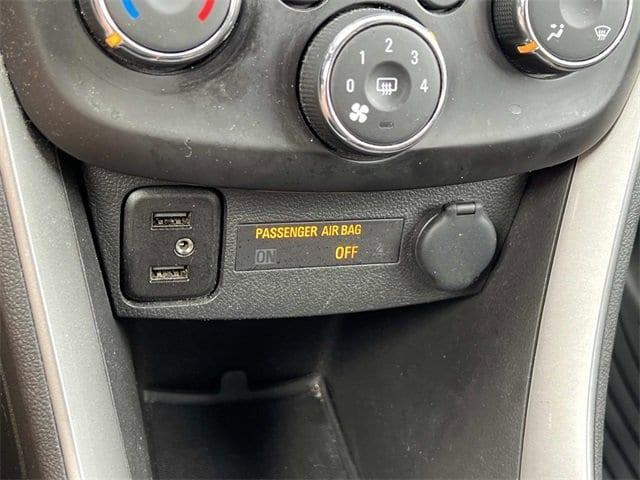 2
1 3
0 4
PASSENGER AIR BAG
ON OFF